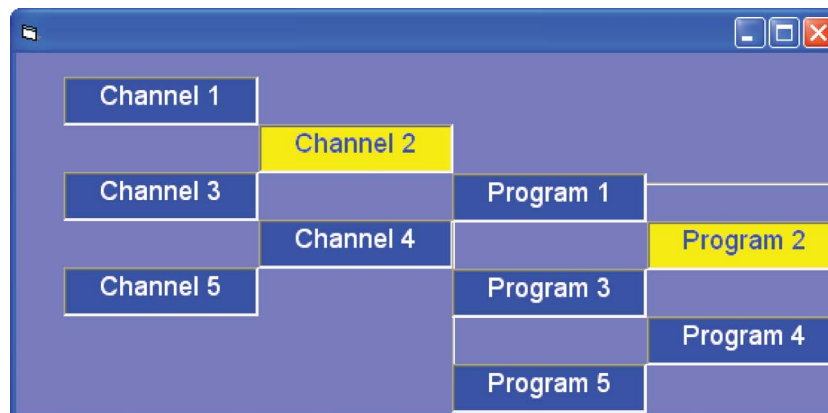 Channel 1
Channel 2
Channel 3
Program 1
Channel 4
Program 2
Channel 5
Program 3
Program 4
Program 5